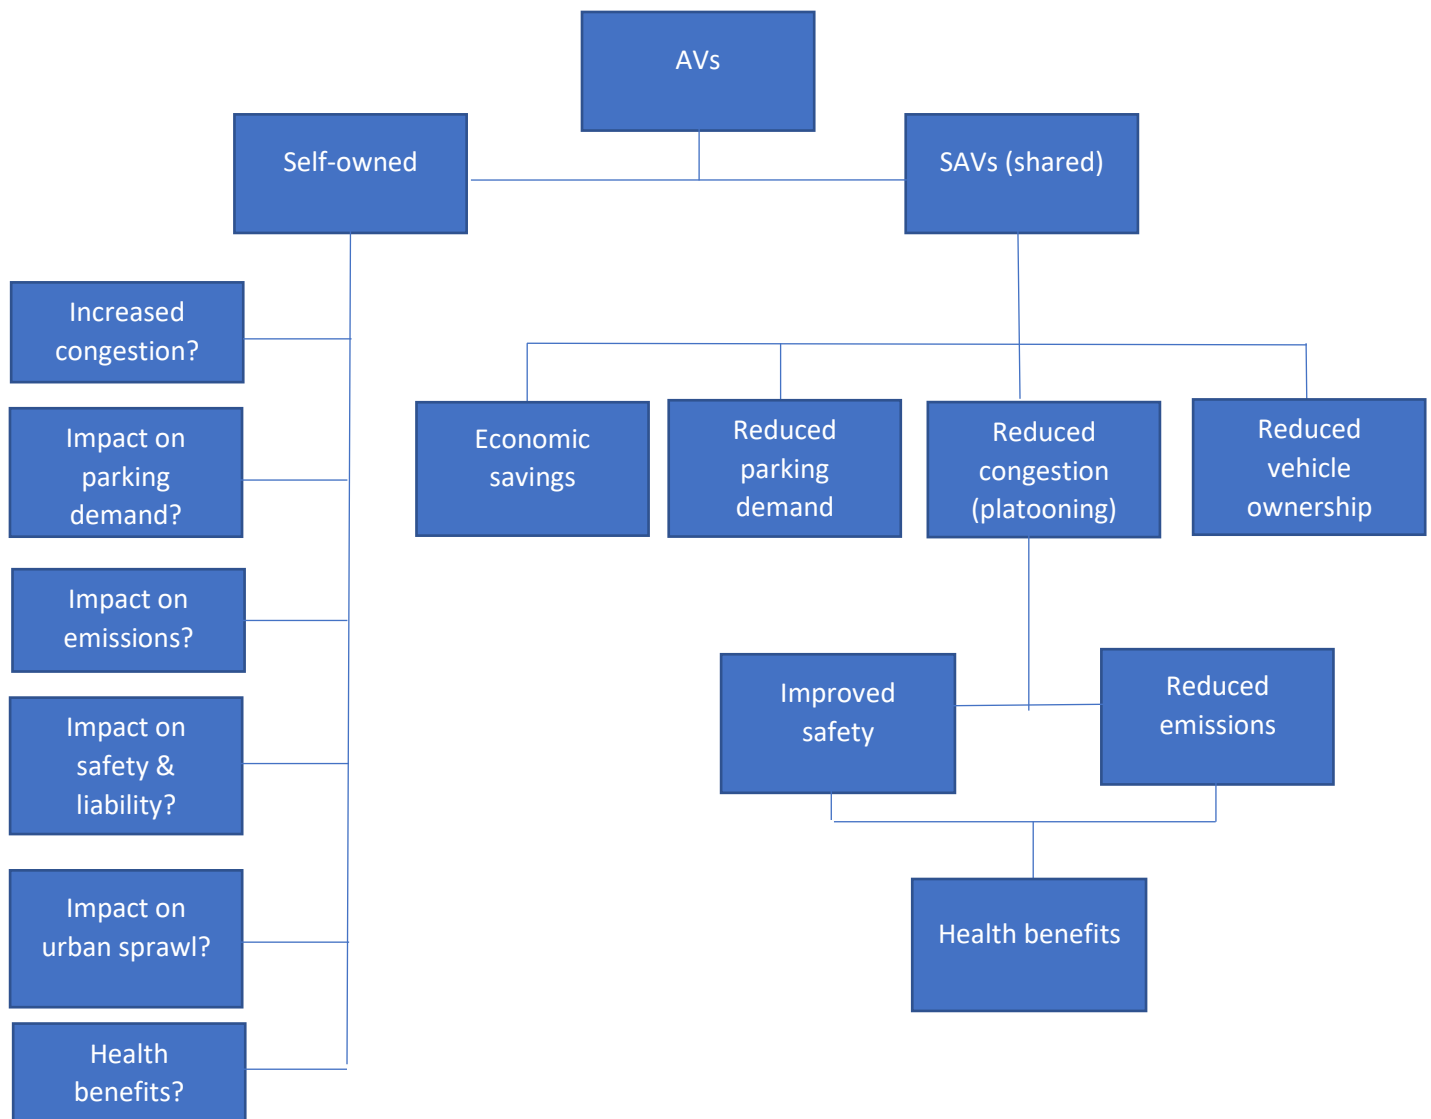 AVs
Self-owned
SAVs (shared)
Increased
congestion?
Impact on
parking
demand?
Impact on
emissions?
Impact on
safety &
liability?
Impact on
urban sprawl?
Health
benefits?
Economic
savings
Reduced
parking
demand
Reduced
congestion
(platooning)
Reduced
vehicle
ownership
Improved
safety
Reduced
emissions
Health benefits